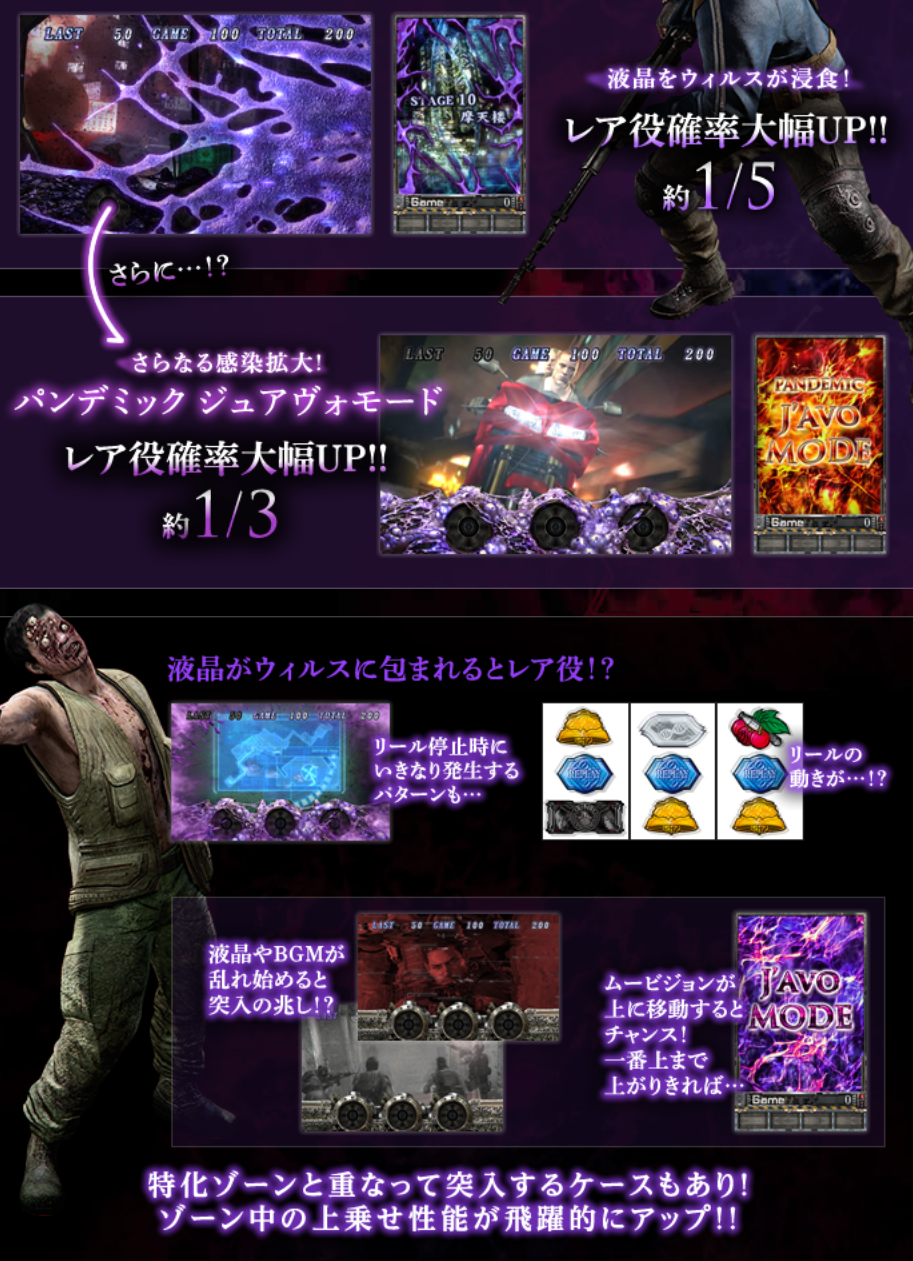 LAST 50 GAME 100 TOTAL 200
STAGE 10
摩天楼
Game 0
液晶をウィルスが浸食!
レア役確率大幅UP!!
約1/5
さらに…!?
さらなる感染拡大!
パンデミック ジュアヴォモード
レア役確率大幅UP!!
約1/3
LAST 50 GAME 100 TOTAL 200
PANDEMIC
J'AVO
MODE
Game 0
液晶がウィルスに包まれるとレア役!?
LAST 50 GAME 100 TOTAL 200
リール停止時に
いきなり発生する
パターンも…
REPLAY REPLAY REPLAY
リールの
動きが…!?
液晶やBGMが
乱れ始めると
突入の兆し!?
LAST 50 GAME 100 TOTAL 200
ムービジョンが
上に移動すると
チャンス!
一番上まで
上がりきれば…
J'AVO
MODE
Game 0
特化ゾーンと重なって突入するケースもあり!
ゾーン中の上乗せ性能が飛躍的にアップ!!